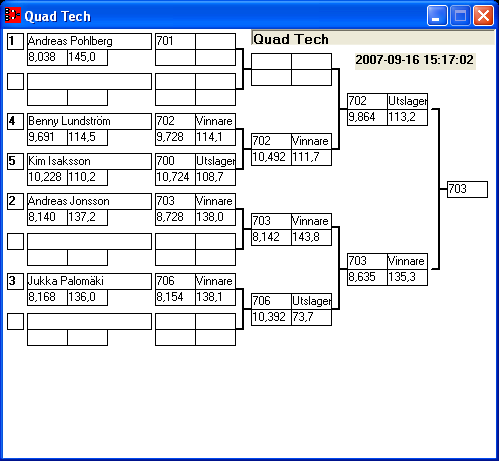 Quad Tech
Quad Tech
2007-09-16 15:17:02
1 Andreas Pohlberg 701
8,038 145,0
4 Benny Lundström 702 Vinnare
9,691 114,5 9,728 114,1
5 Kim Isaksson 700 Utslagen
10,228 110,2 10,724 108,7
2 Andreas Jonsson 703 Vinnare
8,140 137,2 8,728 138,0
3 Jukka Palomäki 706 Vinnare
8,168 136,0 8,154 138,1
702 Vinnare
10,492 111,7
703 Vinnare
8,142 143,8
706 Utslagen
10,392 73,7
702 Utslagen
9,864 113,2
703 Vinnare
8,635 135,3
703